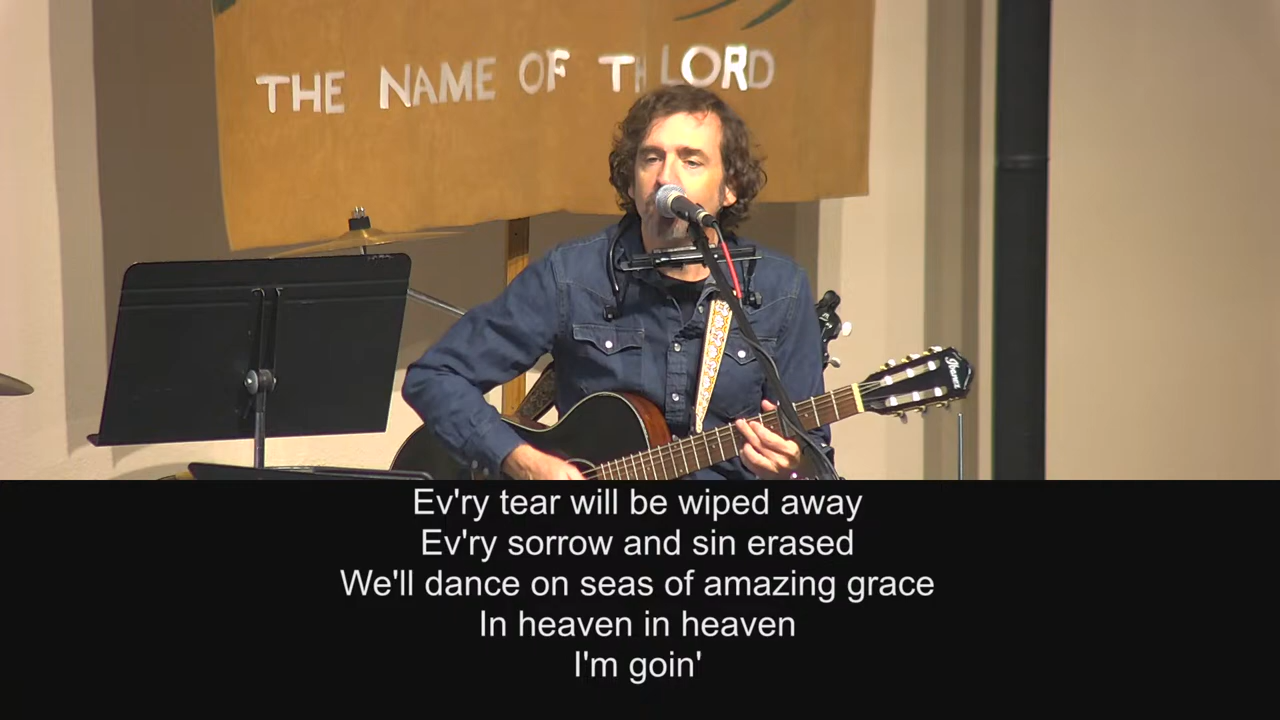 THE NAME OF TH LORD
Ibanez
Ev'ry tear will be wiped away
Ev'ry sorrow and sin erased
We'll dance on seas of amazing grace
In heaven in heaven
I'm goin'